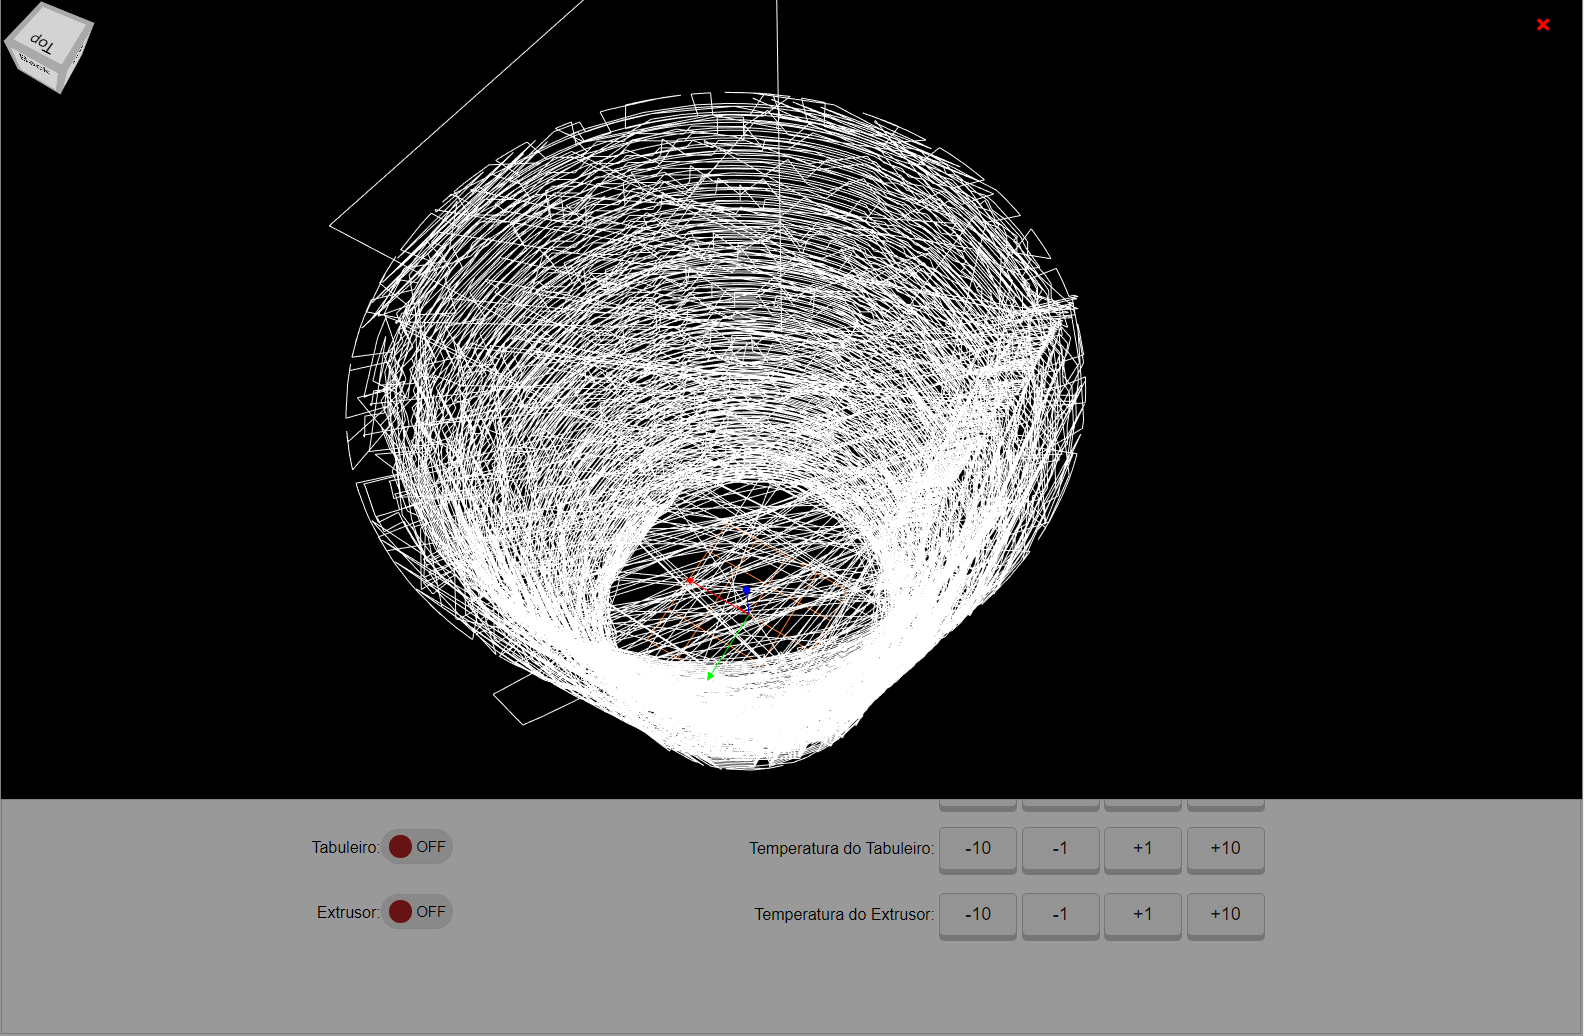 Top
Back
×
Tabuleiro: OFF
Temperatura do Tabuleiro: -10 -1 +1 +10
Extrusor: OFF
Temperatura do Extrusor: -10 -1 +1 +10